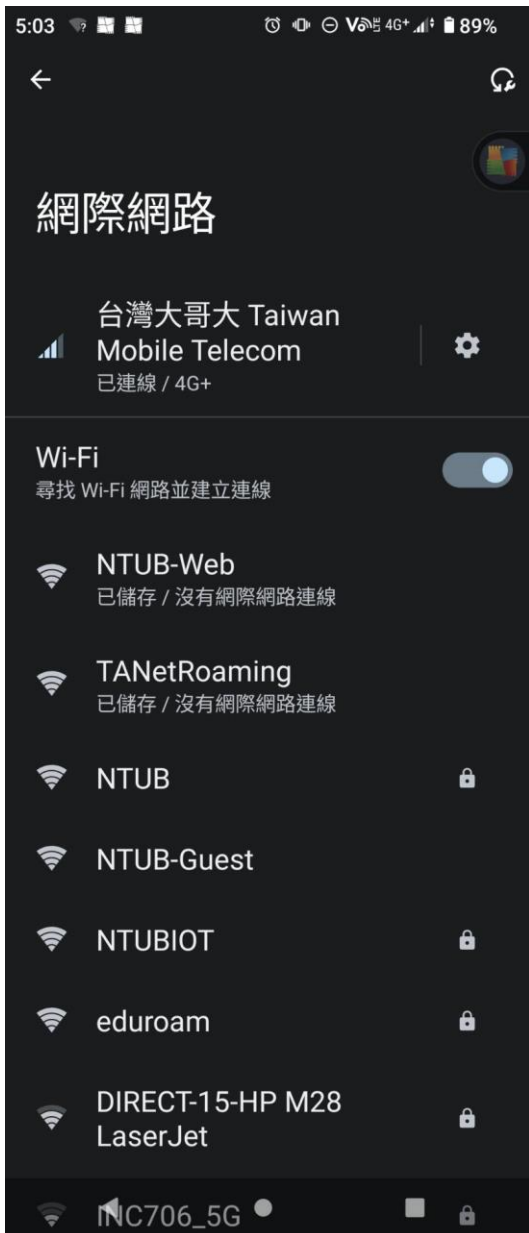 5:03 4G+ 89%
網際網路
台灣大哥大 Taiwan
Mobile Telecom
已連線 / 4G+
Wi-Fi
尋找 Wi-Fi 網路並建立連線
NTUB-Web
已儲存 / 沒有網際網路連線
TANetRoaming
已儲存 / 沒有網際網路連線
NTUB
NTUB-Guest
NTUBIOT
eduroam
DIRECT-15-HP M28
LaserJet
INC706_5G